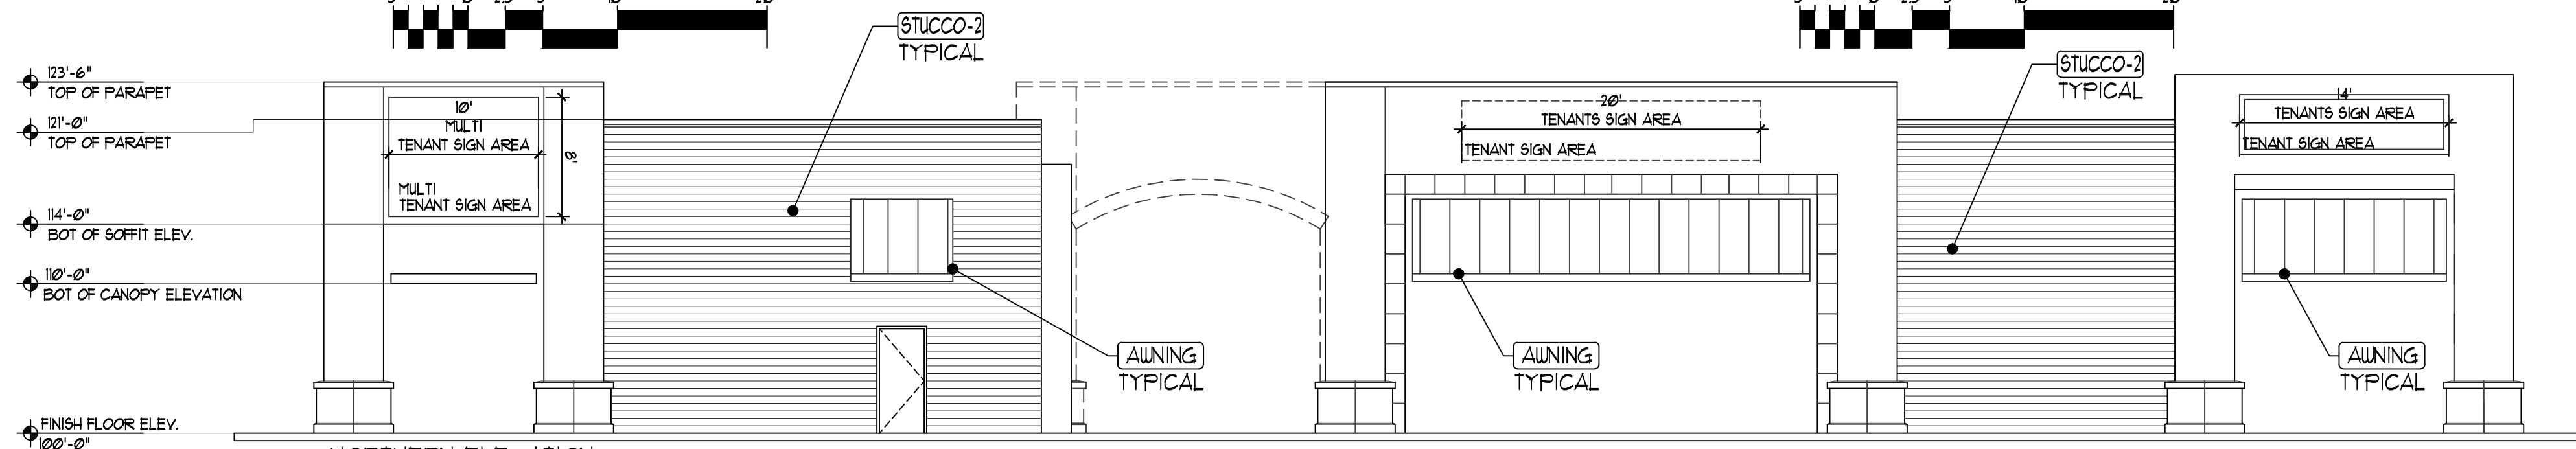 STUCCO-2
TYPICAL
STUCCO-2
TYPICAL
123'-6"
TOP OF PARAPET
121'-0"
TOP OF PARAPET
114'-0"
BOT OF SOFFIT ELEV.
110'-0"
BOT OF CANOPY ELEVATION
FINISH FLOOR ELEV.
100'-0"
10'
MULTI
TENANT SIGN AREA
8'
MULTI
TENANT SIGN AREA
20'
TENANTS SIGN AREA
TENANT SIGN AREA
14'
TENANTS SIGN AREA
TENANT SIGN AREA
AWNING
TYPICAL
AWNING
TYPICAL
AWNING
TYPICAL